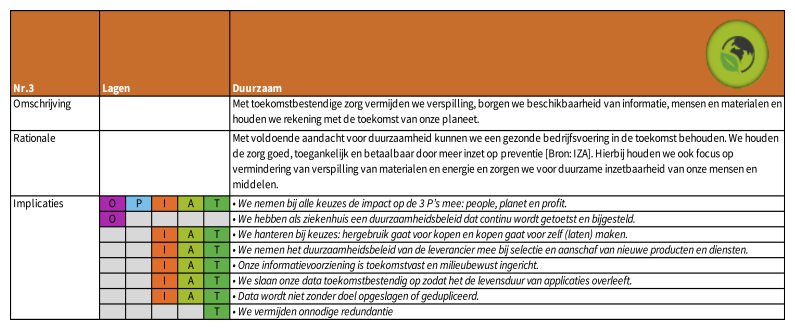 Nr.3 Lagen Duurzaam
Omschrijving Met toekomstbestendige zorg vermijden we verspilling, borgen we beschikbaarheid van informatie, mensen en materialen en
houden we rekening met de toekomst van onze planeet.
Rationale Met voldoende aandacht voor duurzaamheid kunnen we een gezonde bedrijfsvoering in de toekomst behouden. We houden
de zorg goed, toegankelijk en betaalbaar door meer inzet op preventie [Bron: IZA]. Hierbij houden we ook focus op
vermindering van verspilling van materialen en energie en zorgen we voor duurzame inzetbaarheid van onze mensen en
middelen.
Implicaties O P I A T • We nemen bij alle keuzes de impact op de 3 P's mee: people, planet en profit.
O • We hebben als ziekenhuis een duurzaamheidsbeleid dat continu wordt getoetst en bijgesteld.
I A T • We hanteren bij keuzes: hergebruik gaat voor kopen en kopen gaat voor zelf (laten) maken.
I A T • We nemen het duurzaamheidsbeleid van de leverancier mee bij selectie en aanschaf van nieuwe producten en diensten.
I A T • Onze informatievoorziening is toekomstvast en milieubewust ingericht.
I A T • We slaan onze data toekomstbestendig op zodat het de levensduur van applicaties overleeft.
I A T • Data wordt niet zonder doel opgeslagen of gedupliceerd.
T • We vermijden onnodige redundantie